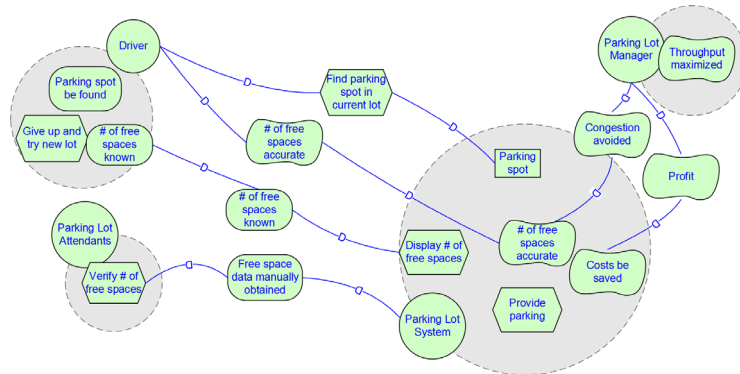 Driver
Parking spot
be found
Give up and
try new lot
# of free
spaces
known
Find parking
spot in
current lot
# of free
spaces
accurate
# of free
spaces
known
Parking Lot
Attendants
Verify # of
free spaces
Free space
data manually
obtained
Parking Lot
Manager
Throughput
maximized
Congestion
avoided
Profit
Parking
spot
Display # of
free spaces
# of free
spaces
accurate
Costs be
saved
Provide
parking
Parking Lot
System
D
D
D
D
D
D
D
D
D
D
D
D
D
D